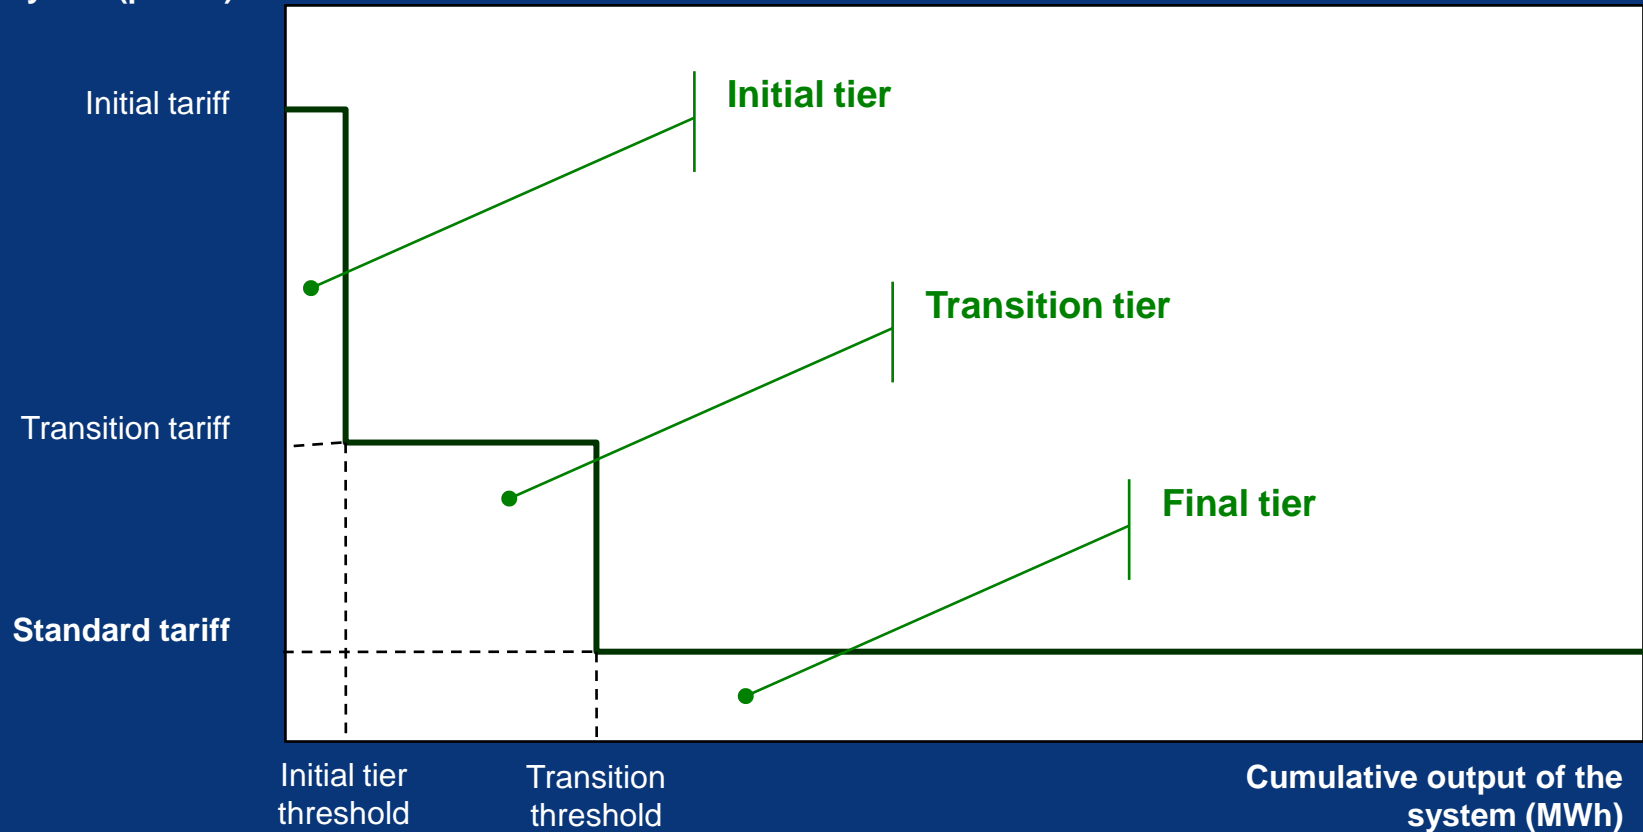 Initial tariff
Initial tier
Transition tier
Transition tariff
Final tier
Standard tariff
Initial tier
threshold
Transition
threshold
Cumulative output of the
system (MWh)